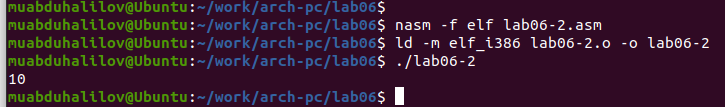 muabduhalilov@Ubuntu:~/work/arch-pc/lab06$
muabduhalilov@Ubuntu:~/work/arch-pc/lab06$ nasm -f elf lab06-2.asm
muabduhalilov@Ubuntu:~/work/arch-pc/lab06$ ld -m elf_i386 lab06-2.o -o lab06-2
muabduhalilov@Ubuntu:~/work/arch-pc/lab06$ ./lab06-2
10
muabduhalilov@Ubuntu:~/work/arch-pc/lab06$